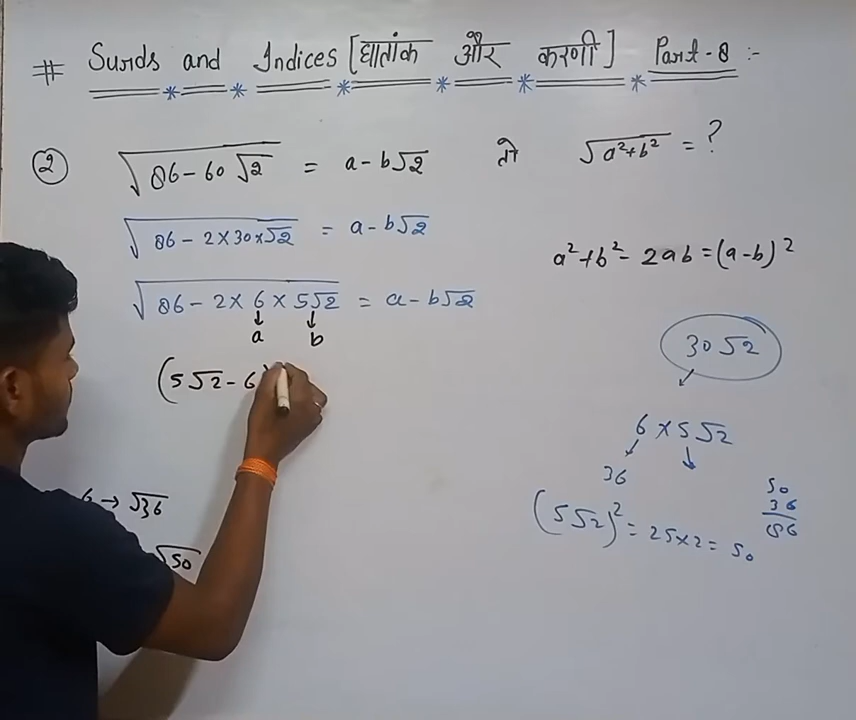 # Surds and Indices [घातांक और करणी] Part-8 :-
② √(86-60√2) = a-b√2 तो √(a²+b²) = ?
√(86-2×30×√2) = a-b√2
a²+b²-2ab=(a-b)²
√(86-2×6×5√2) = a-b√2
↓ ↓
a b
30√2
(5√2-6)
6×5√2
36
6→√36
(5√2)²=25×2=50
50
36
86
√50